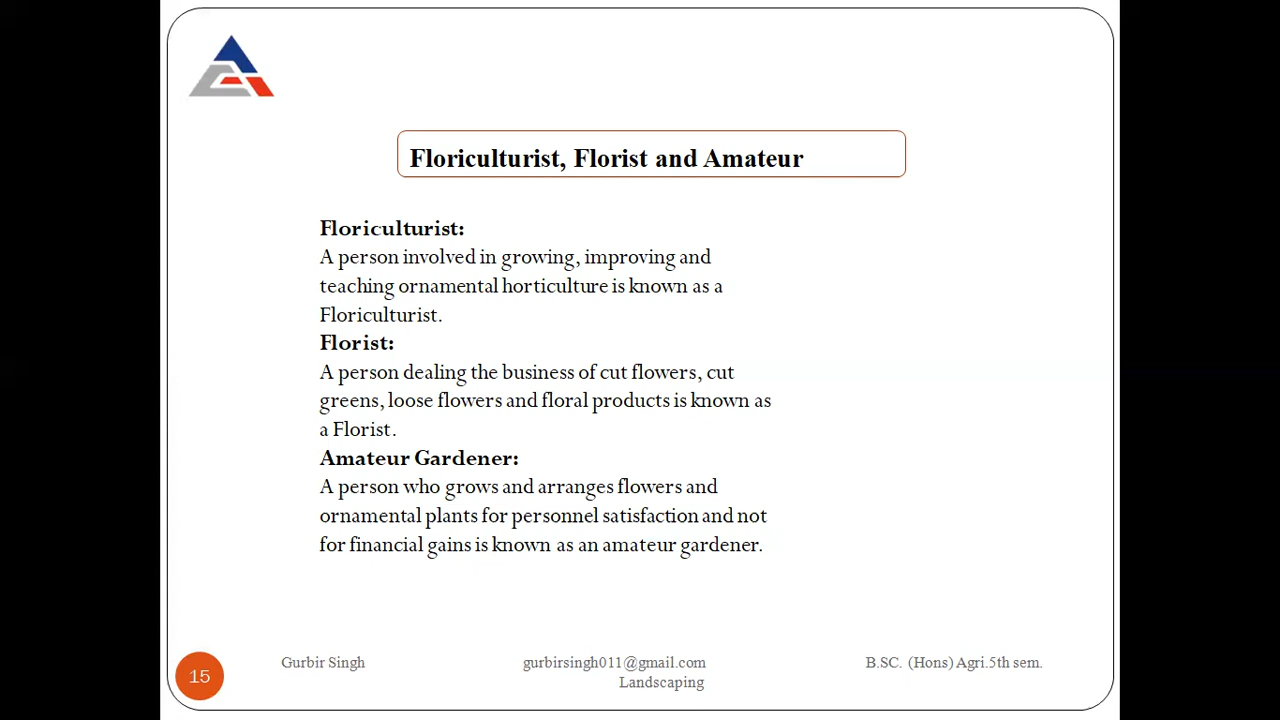 Floriculturist, Florist and Amateur
Floriculturist:
A person involved in growing, improving and
teaching ornamental horticulture is known as a
Floriculturist.
Florist:
A person dealing the business of cut flowers, cut
greens, loose flowers and floral products is known as
a Florist.
Amateur Gardener:
A person who grows and arranges flowers and
ornamental plants for personnel satisfaction and not
for financial gains is known as an amateur gardener.
15
Gurbir Singh
gurbirsingh011@gmail.com
Landscaping
B.SC. (Hons) Agri.5th sem.